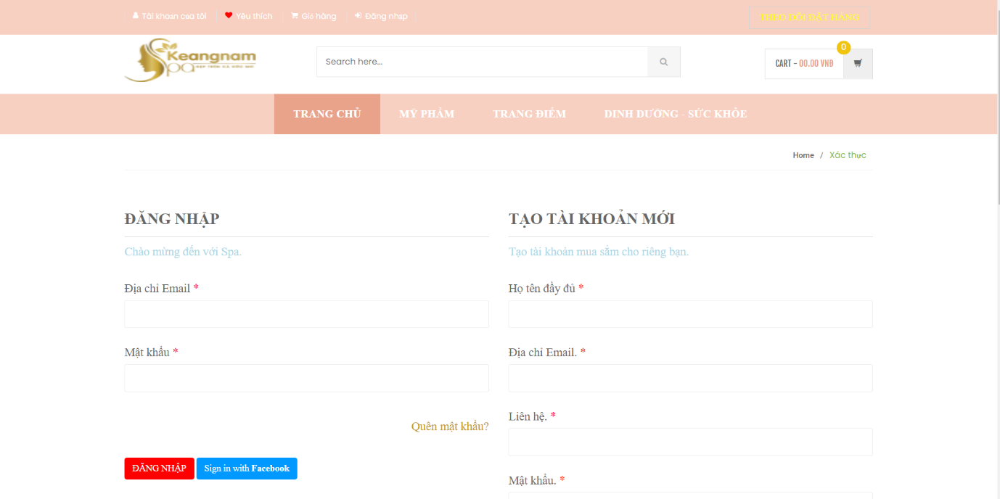 Tài khoản của tôi
Yêu thích
Giỏ hàng
Đăng nhập
THEO DÕI ĐẶT HÀNG
Keangnam
Spa
Search here...
CART - 00.00 VNĐ
0
TRANG CHỦ
MỸ PHẨM
TRANG ĐIỂM
DINH DƯỠNG - SỨC KHỎE
Home / Xác thực
ĐĂNG NHẬP
Chào mừng đến với Spa.
Địa chỉ Email *
Mật khẩu *
Quên mật khẩu?
ĐĂNG NHẬP
Sign in with Facebook
TẠO TÀI KHOẢN MỚI
Tạo tài khoản mua sắm cho riêng bạn.
Họ tên đầy đủ *
Địa chỉ Email. *
Liên hệ. *
Mật khẩu. *